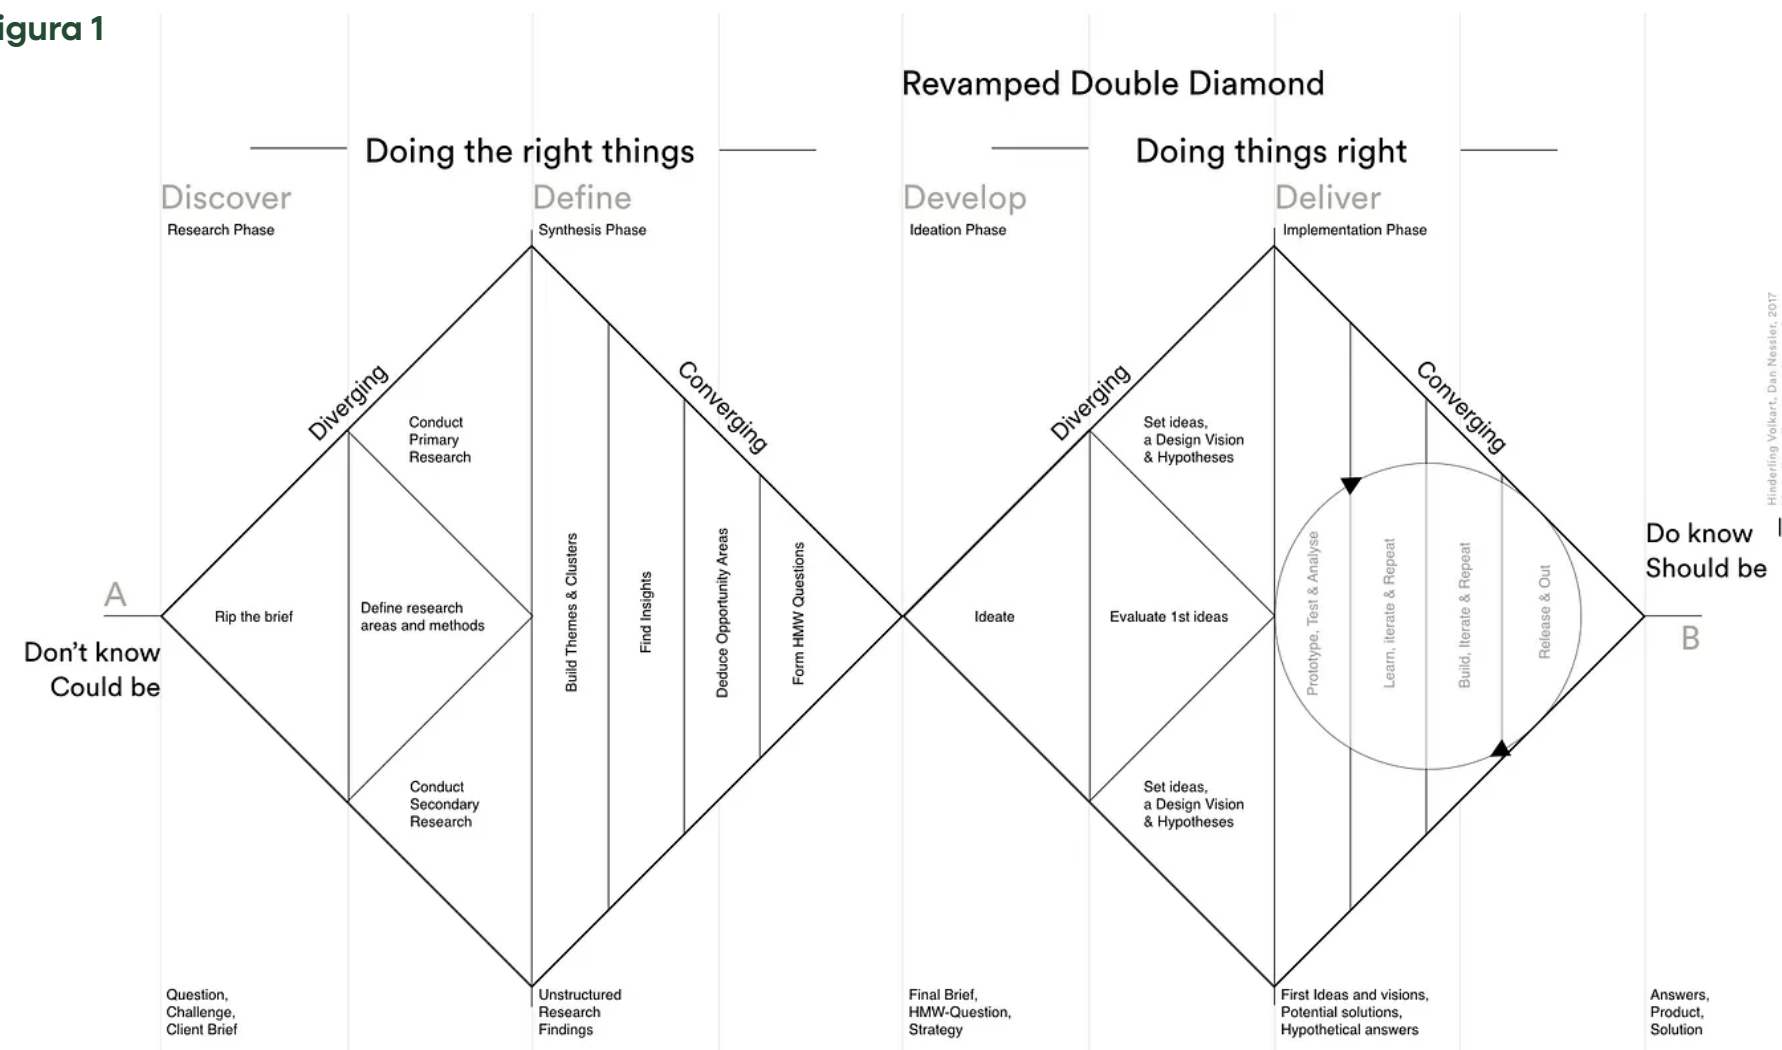 igura 1
Revamped Double Diamond
Doing the right things
Doing things right
Discover
Research Phase
Define
Synthesis Phase
Develop
Ideation Phase
Deliver
Implementation Phase
Diverging
Converging
Diverging
Converging
A
Don't know
Could be
Rip the brief
Conduct
Primary
Research
Define research
areas and methods
Conduct
Secondary
Research
Build Themes & Clusters
Find Insights
Deduce Opportunity Areas
Form HMW Questions
Ideate
Set ideas,
a Design Vision
& Hypotheses
Evaluate 1st ideas
Set ideas,
a Design Vision
& Hypotheses
Prototype, Test & Analyse
Learn, iterate & Repeat
Build, Iterate & Repeat
Release & Out
Do know
Should be
B
Hinderling Volkart, Dan Nessler, 2017
Question,
Challenge,
Client Brief
Unstructured
Research
Findings
Final Brief,
HMW-Question,
Strategy
First Ideas and visions,
Potential solutions,
Hypothetical answers
Answers,
Product,
Solution